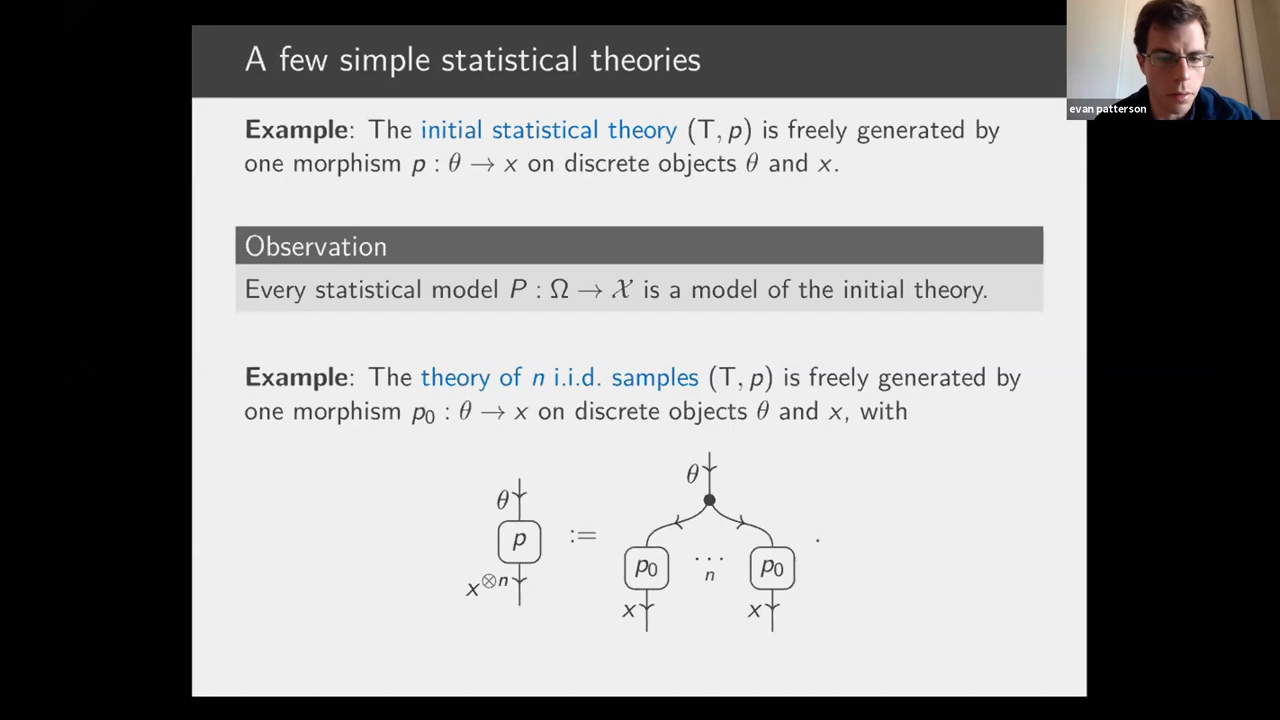 A few simple statistical theories
evan patterson
Example: The initial statistical theory (T, p) is freely generated by
one morphism p : θ → x on discrete objects θ and x.
Observation
Every statistical model P : Ω → 𝒳 is a model of the initial theory.
Example: The theory of n i.i.d. samples (T, p) is freely generated by
one morphism p₀ : θ → x on discrete objects θ and x, with
θ
p
x⊗n
:=
θ
p₀ ··· p₀
n
x x
.